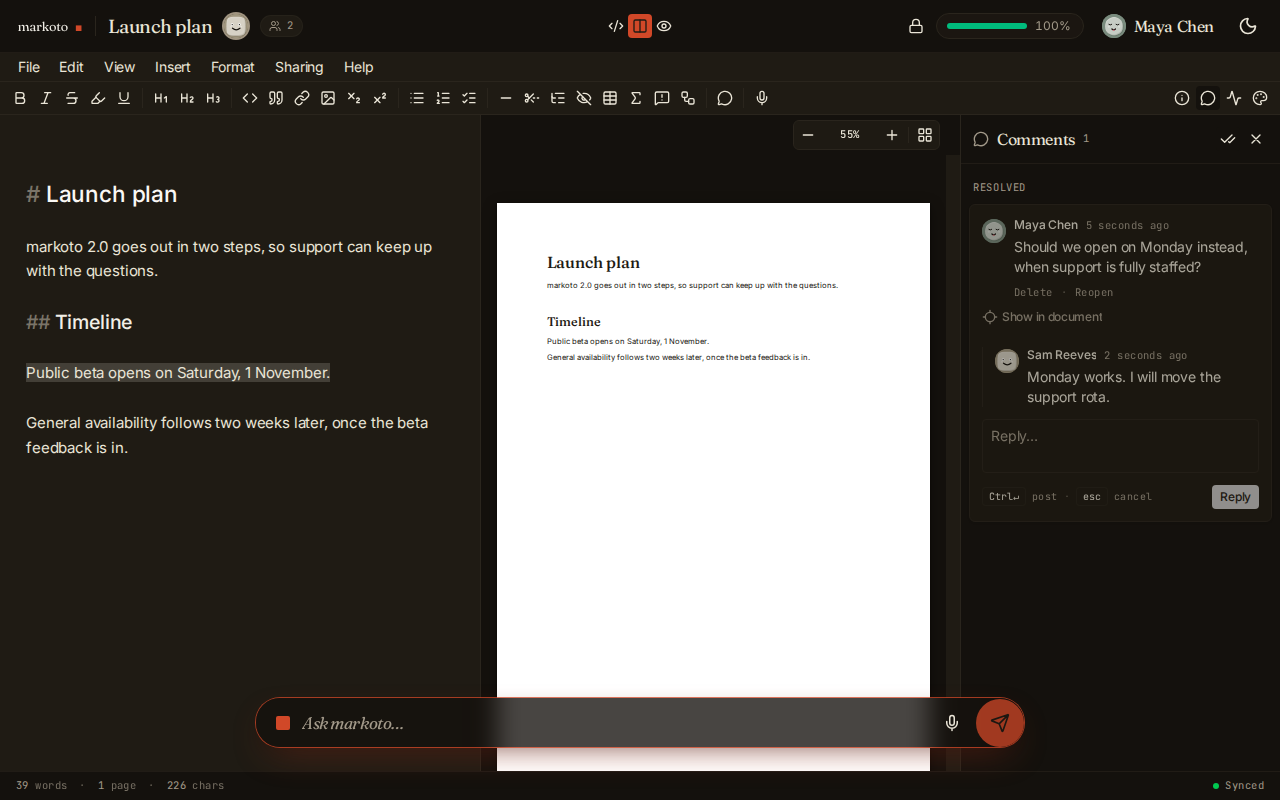 markoto
Launch plan
2
100%
Maya Chen
File Edit View Insert Format Sharing Help
H1 H2 H3
55%
Comments 1
# Launch plan
markoto 2.0 goes out in two steps, so support can keep up
with the questions.
## Timeline
Public beta opens on Saturday, 1 November.
General availability follows two weeks later, once the beta
feedback is in.
Launch plan
markoto 2.0 goes out in two steps, so support can keep up with the questions.
Timeline
Public beta opens on Saturday, 1 November.
General availability follows two weeks later, once the beta feedback is in.
RESOLVED
Maya Chen 5 seconds ago
Should we open on Monday instead,
when support is fully staffed?
Delete · Reopen
Show in document
Sam Reeves 2 seconds ago
Monday works. I will move the
support rota.
Reply...
Ctrl↵ post · esc cancel
Reply
Ask markoto...
39 words · 1 page · 226 chars
Synced